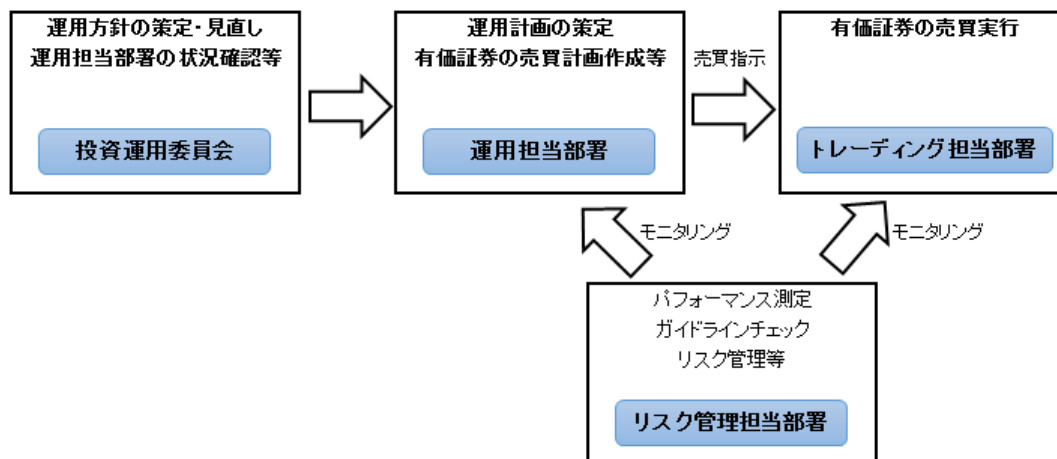 運用方針の策定・見直し
運用担当部署の状況確認等
投資運用委員会
運用計画の策定
有価証券の売買計画作成等
運用担当部署
売買指示
有価証券の売買実行
トレーディング担当部署
モニタリング
モニタリング
パフォーマンス測定
ガイドラインチェック
リスク管理等
リスク管理担当部署